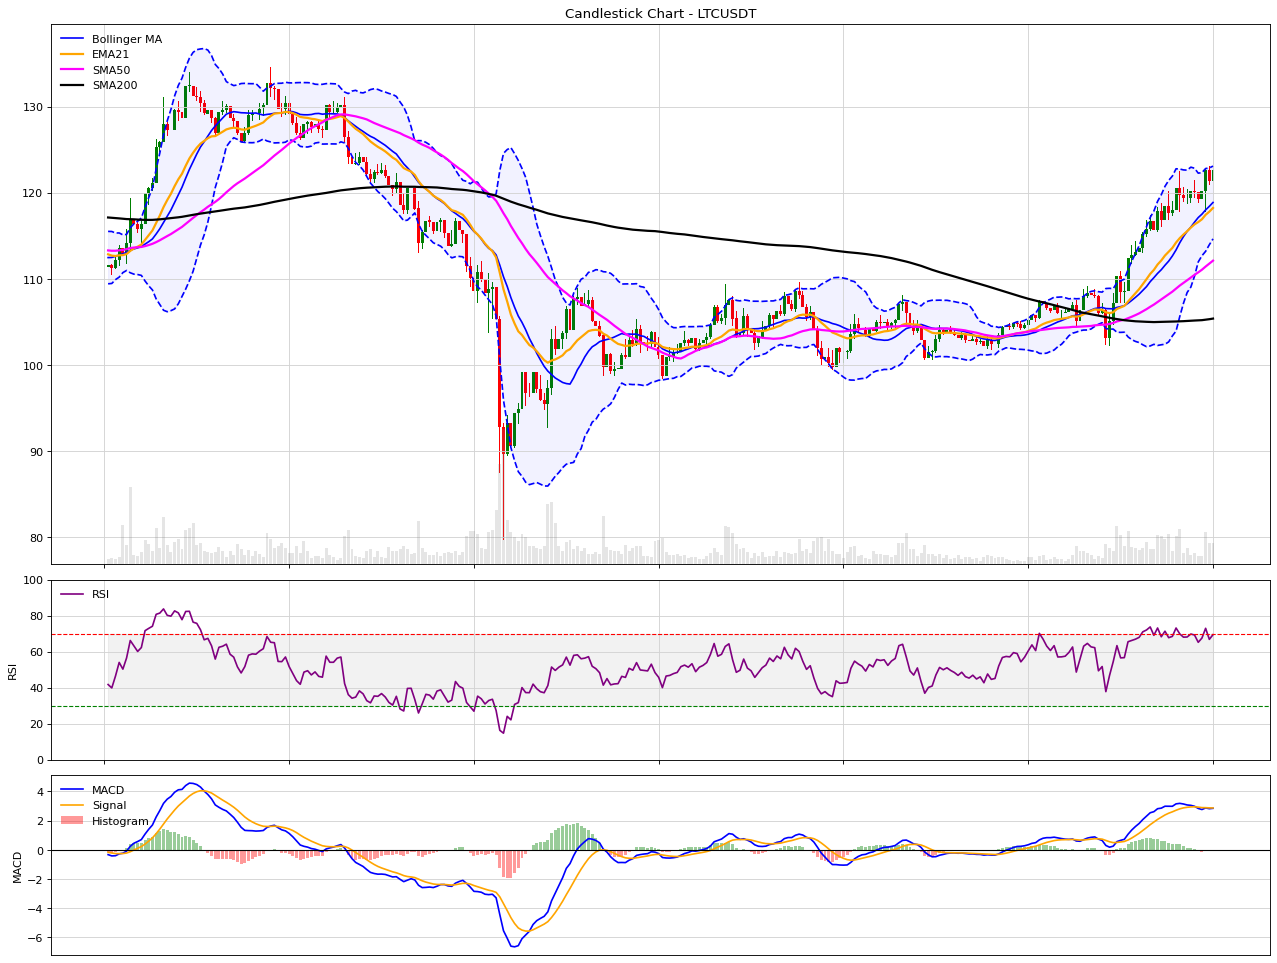 Candlestick Chart - LTCUSDT
Bollinger MA
EMA21
SMA50
SMA200
130
120
110
100
90
80
100
80
60
40
20
0
RSI
RSI
4
2
0
−2
−4
−6
MACD
MACD
Signal
Histogram